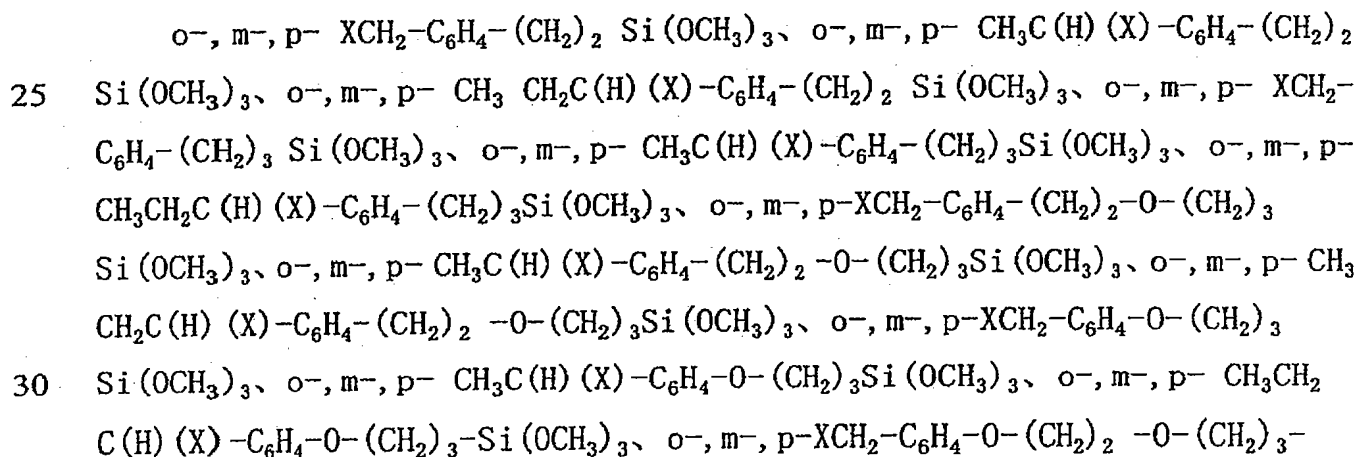 o-, m-, p- XCH₂-C₆H₄-(CH₂)₂ Si(OCH₃)₃、o-, m-, p- CH₃C(H)(X)-C₆H₄-(CH₂)₂
25 Si(OCH₃)₃、o-, m-, p- CH₃ CH₂C(H)(X)-C₆H₄-(CH₂)₂ Si(OCH₃)₃、o-, m-, p- XCH₂-
C₆H₄-(CH₂)₃ Si(OCH₃)₃、o-, m-, p- CH₃C(H)(X)-C₆H₄-(CH₂)₃Si(OCH₃)₃、o-, m-, p-
CH₃CH₂C(H)(X)-C₆H₄-(CH₂)₃Si(OCH₃)₃、o-, m-, p-XCH₂-C₆H₄-(CH₂)₂-O-(CH₂)₃
Si(OCH₃)₃、o-, m-, p- CH₃C(H)(X)-C₆H₄-(CH₂)₂ -O-(CH₂)₃Si(OCH₃)₃、o-, m-, p- CH₃
CH₂C(H)(X)-C₆H₄-(CH₂)₂ -O-(CH₂)₃Si(OCH₃)₃、o-, m-, p-XCH₂-C₆H₄-O-(CH₂)₃
30 Si(OCH₃)₃、o-, m-, p- CH₃C(H)(X)-C₆H₄-O-(CH₂)₃Si(OCH₃)₃、o-, m-, p- CH₃CH₂
C(H)(X)-C₆H₄-O-(CH₂)₃-Si(OCH₃)₃、o-, m-, p-XCH₂-C₆H₄-O-(CH₂)₂ -O-(CH₂)₃-